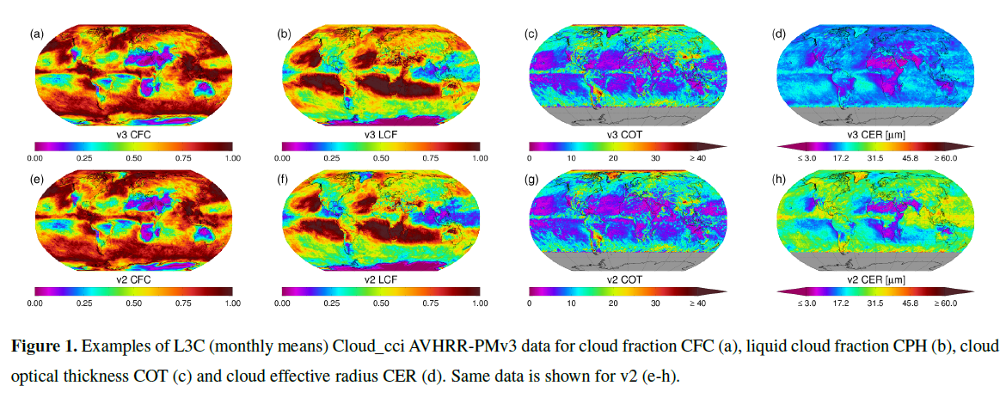 (a) (b) (c) (d)
v3 CFC v3 LCF v3 COT v3 CER [μm]
0.00 0.25 0.50 0.75 1.00 0.00 0.25 0.50 0.75 1.00 0 10 20 30 ≥ 40 ≤ 3.0 17.2 31.5 45.8 ≥ 60.0
(e) (f) (g) (h)
v2 CFC v2 LCF v2 COT v2 CER [μm]
0.00 0.25 0.50 0.75 1.00 0.00 0.25 0.50 0.75 1.00 0 10 20 30 ≥ 40 ≤ 3.0 17.2 31.5 45.8 ≥ 60.0
Figure 1. Examples of L3C (monthly means) Cloud_cci AVHRR-PMv3 data for cloud fraction CFC (a), liquid cloud fraction CPH (b), cloud
optical thickness COT (c) and cloud effective radius CER (d). Same data is shown for v2 (e-h).